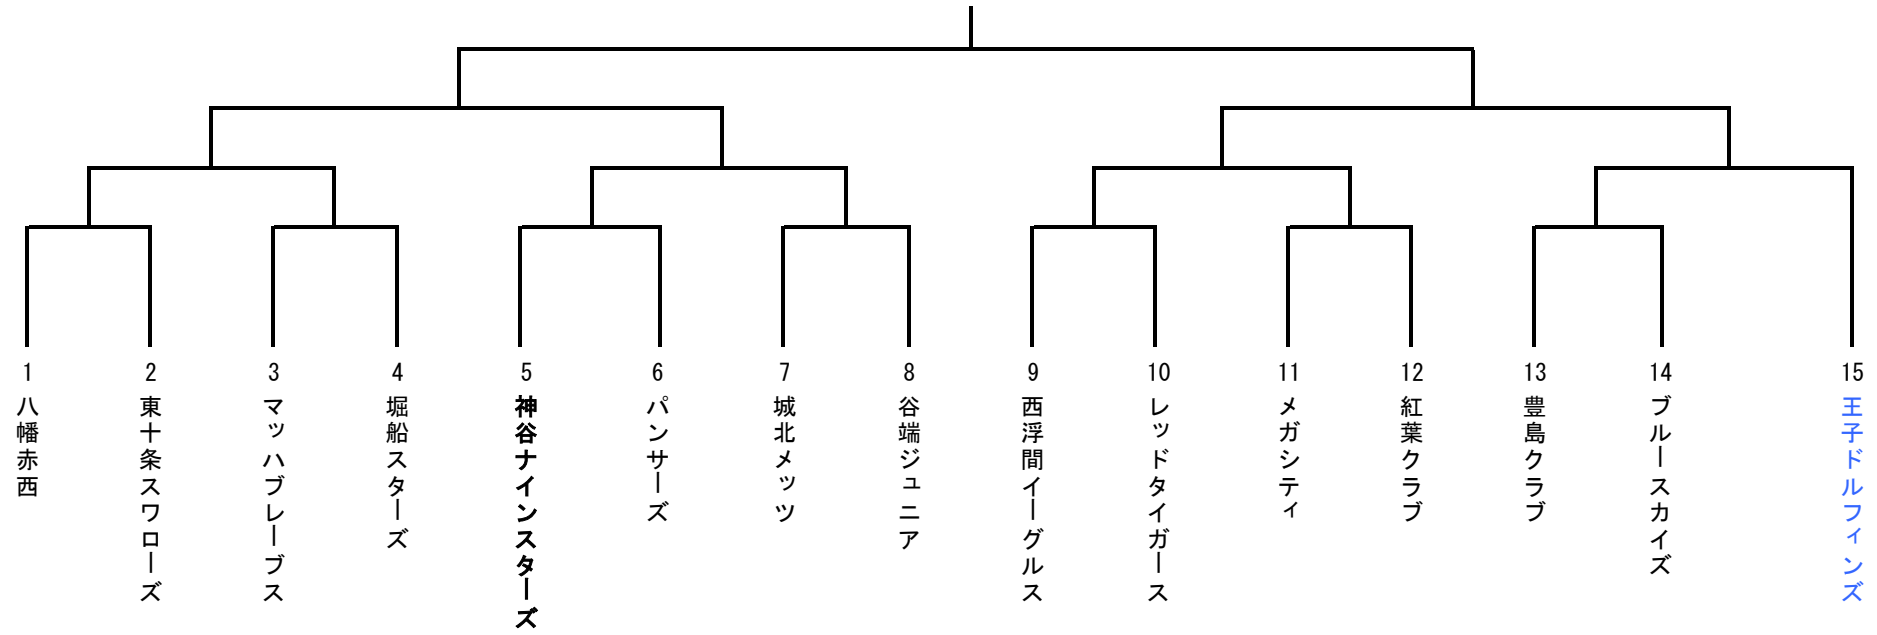 1
八幡赤西
2
東十条スワローズ
3
マッハブレーブス
4
堀船スターズ
5
神谷ナインスターズ
6
パンサーズ
7
城北メッツ
8
谷端ジュニア
9
西浮間イーグルス
10
レッドタイガース
11
メガシティ
12
紅葉クラブ
13
豊島クラブ
14
ブルースカイズ
15
王子ドルフィンズ